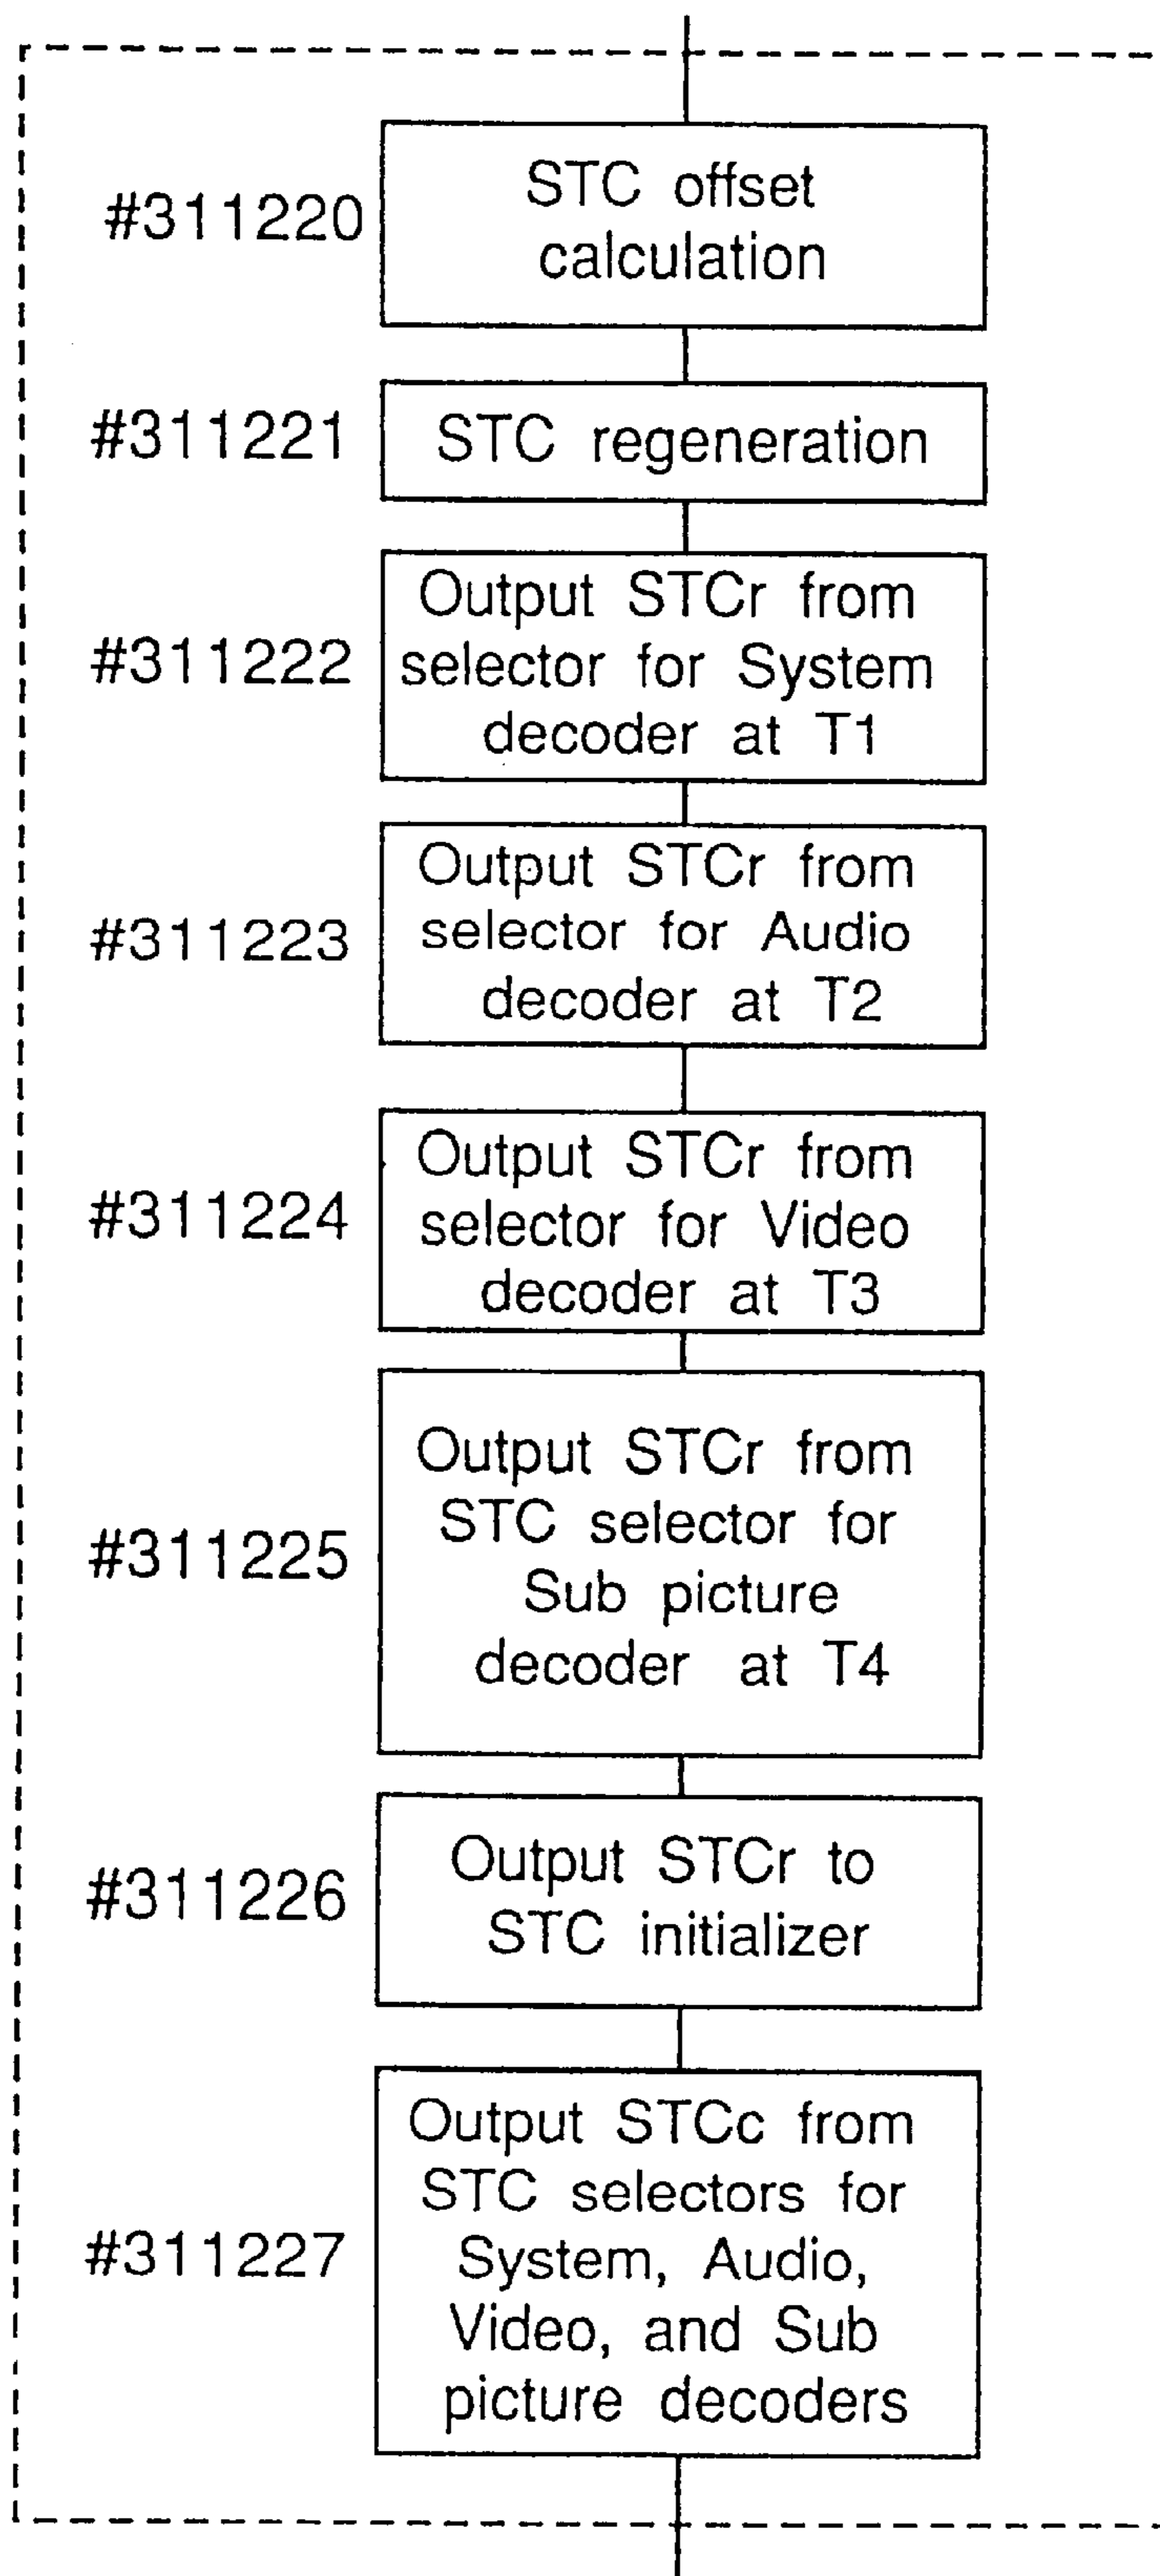 #311220
STC offset
calculation
#311221
STC regeneration
#311222
Output STCr from
selector for System
decoder at T1
#311223
Output STCr from
selector for Audio
decoder at T2
#311224
Output STCr from
selector for Video
decoder at T3
#311225
Output STCr from
STC selector for
Sub picture
decoder at T4
#311226
Output STCr to
STC initializer
#311227
Output STCc from
STC selectors for
System, Audio,
Video, and Sub
picture decoders